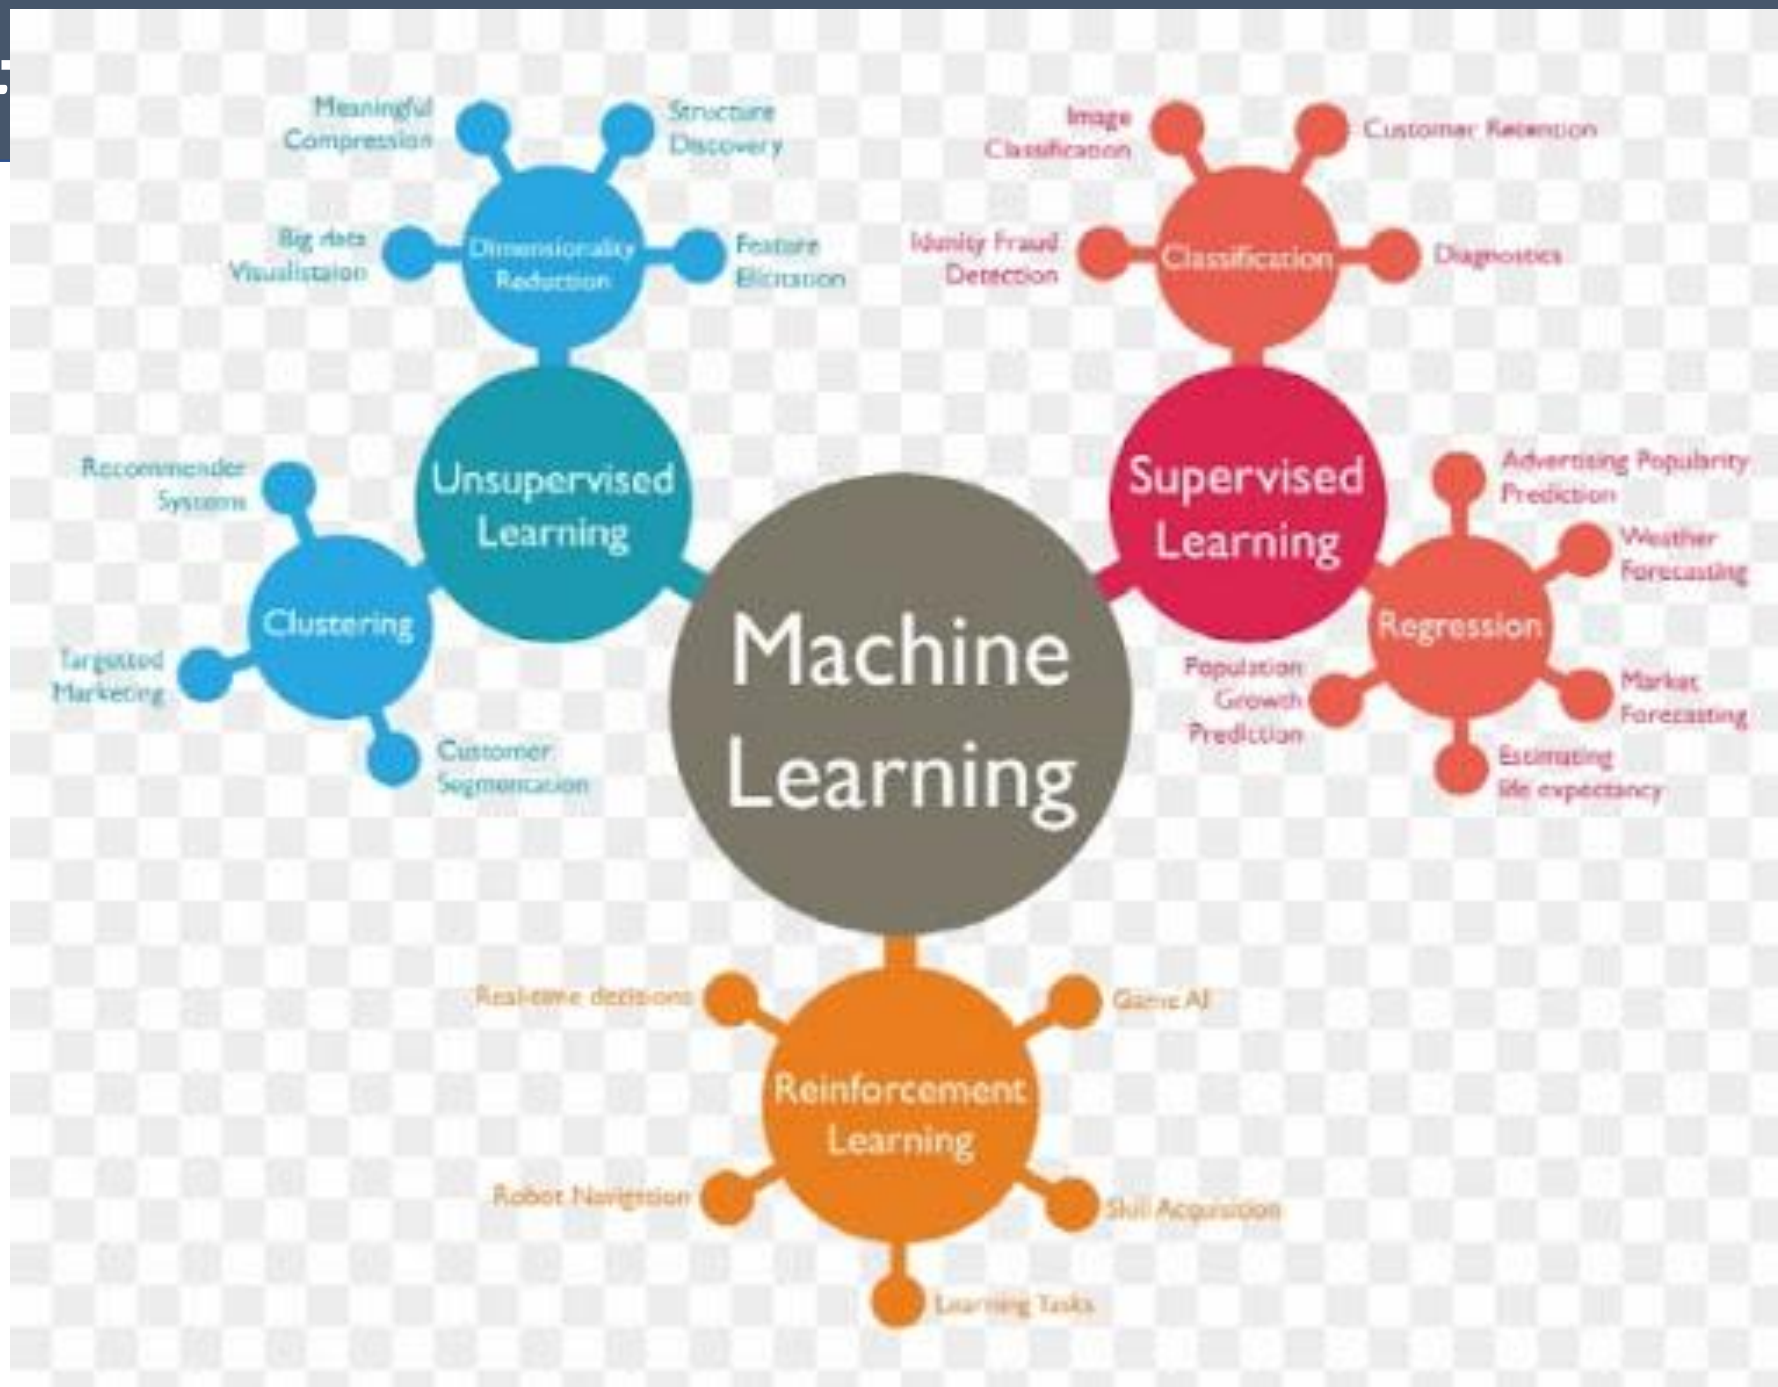 Meaningful
Compression
Structure
Discovery
Big data
Visualistaion
Dimensionality
Reduction
Feature
Elicitation
Image
Classification
Customer Retention
Idunity Fraud
Detection
Classification
Diagnostics
Unsupervised
Learning
Recommender
Systems
Clustering
Targetted
Marketing
Customer
Segmentation
Supervised
Learning
Advertising Popularity
Prediction
Weather
Forecasting
Regression
Population
Growth
Prediction
Market
Forecasting
Estimating
life expectancy
Machine
Learning
Real-time decisions
Game AI
Reinforcement
Learning
Robot Navigation
Skill Acquisition
Learning Tasks